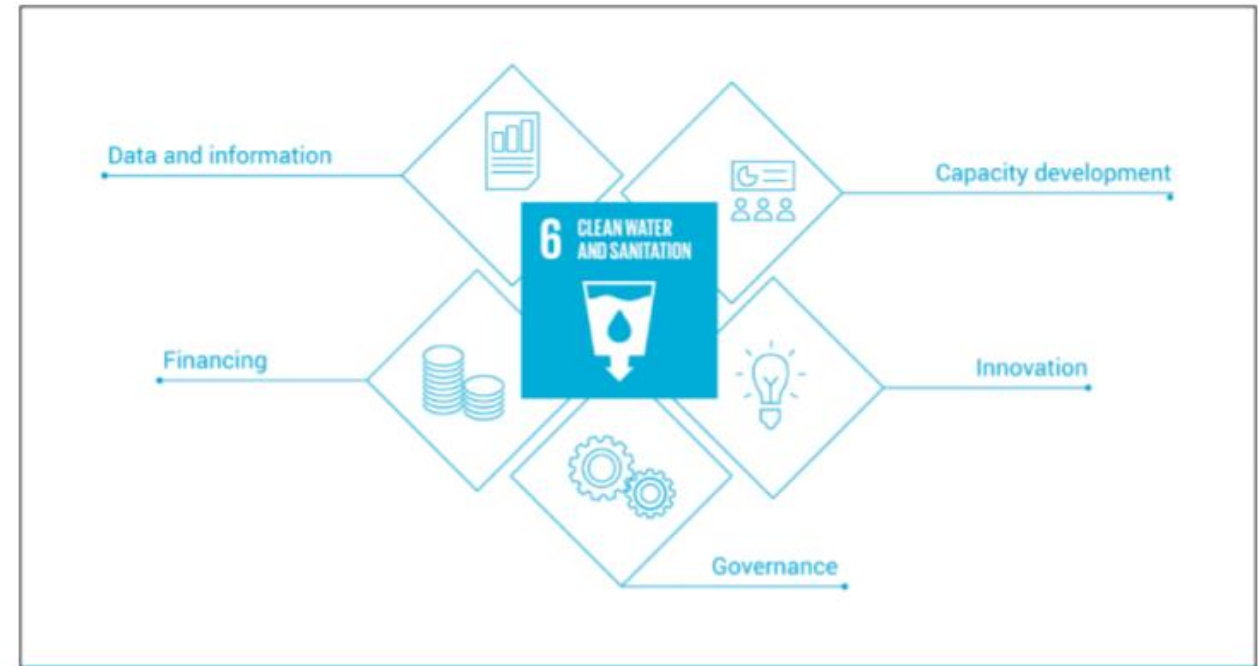 Data and information
Capacity development
6 CLEAN WATER
AND SANITATION
Financing
Innovation
Governance